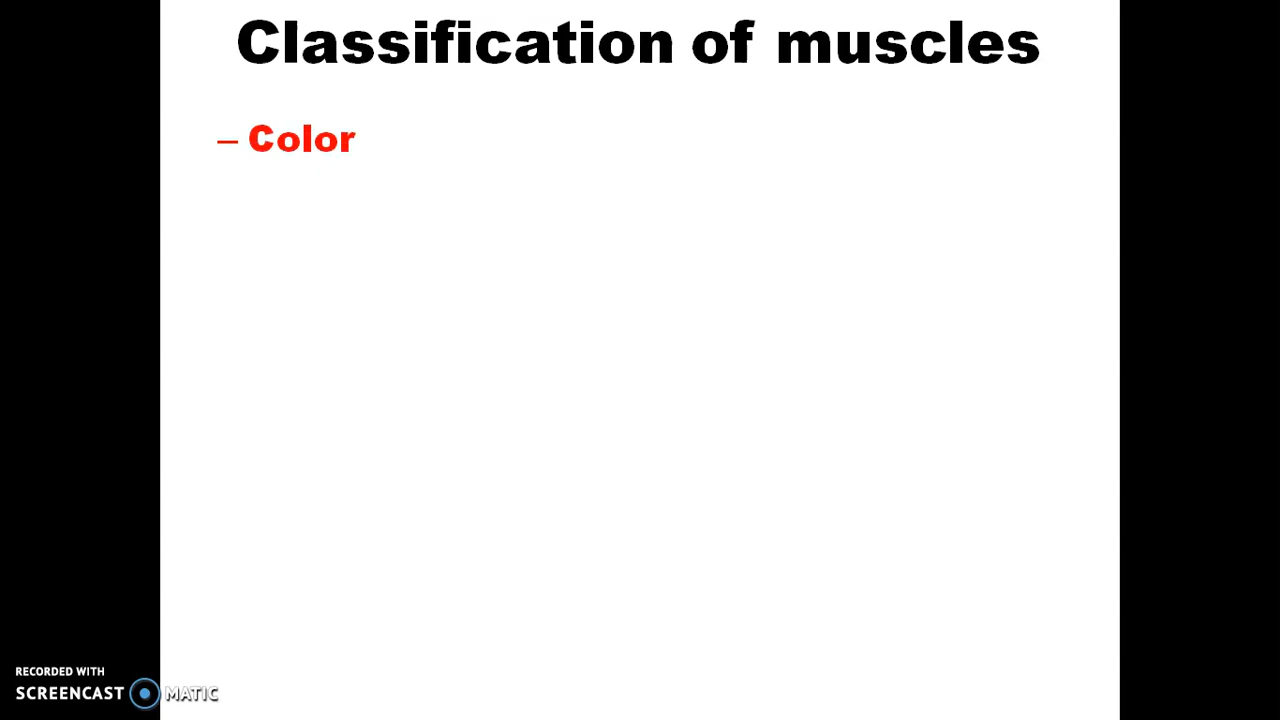 Classification of muscles
– Color
RECORDED WITH
SCREENCAST MATIC